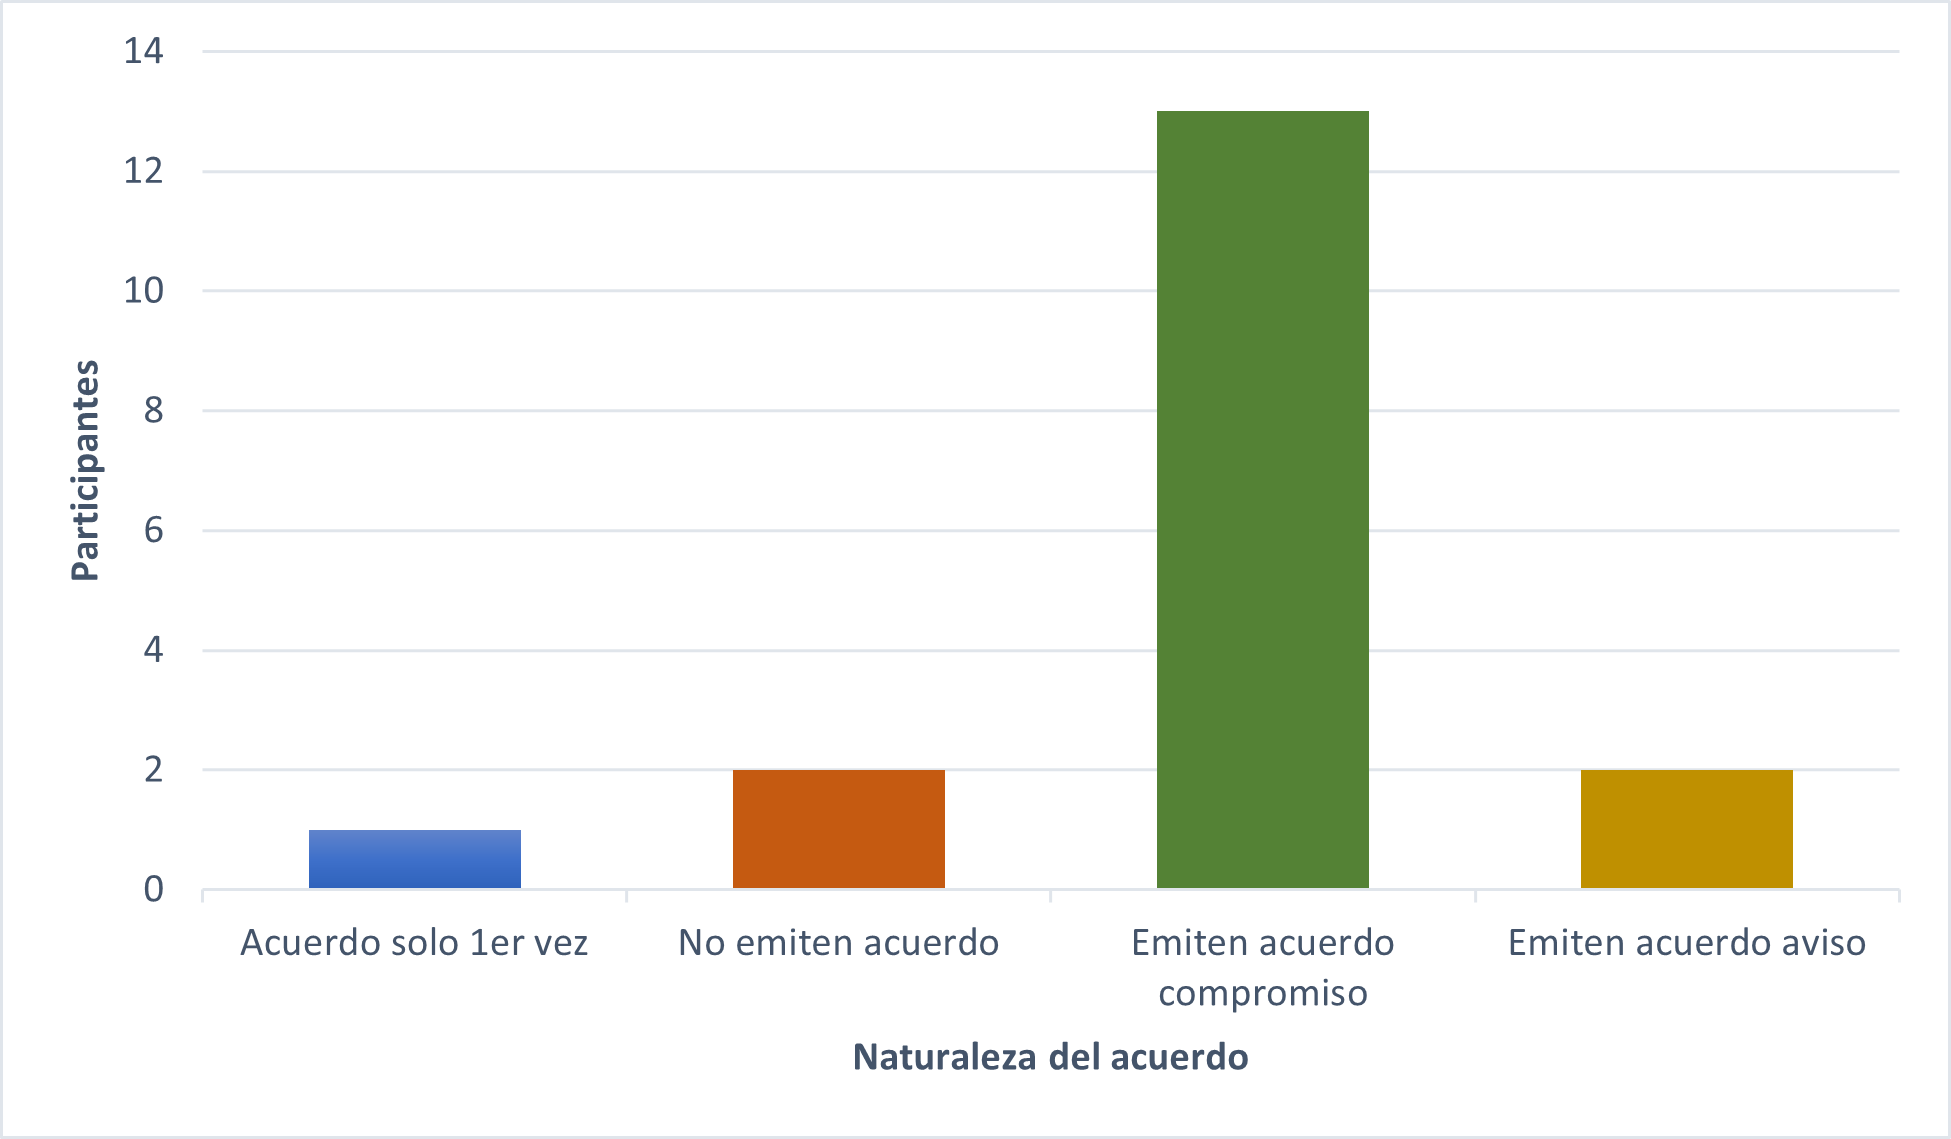 14
12
10
8
6
4
2
0
Participantes
Acuerdo solo 1er vez
No emiten acuerdo
Emiten acuerdo
compromiso
Emiten acuerdo aviso
Naturaleza del acuerdo